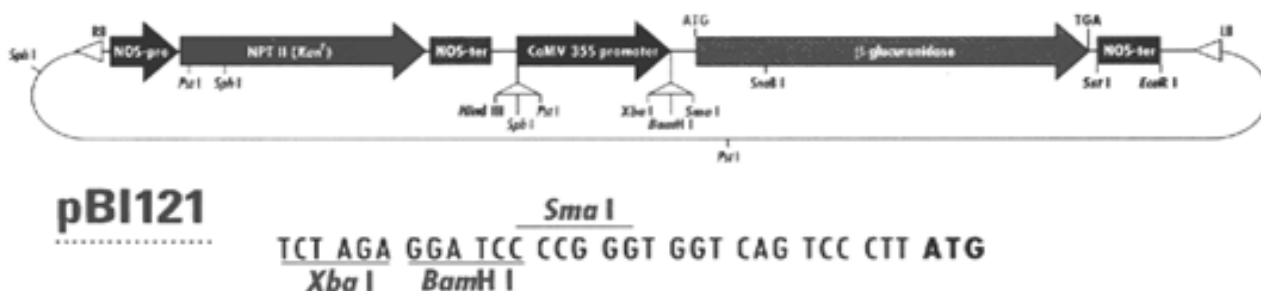 ATG TGA
RB LB
NOS-pro NPT II (Kanʳ) NOS-ter CaMV 35S promoter β-glucuronidase NOS-ter
Sph I
Pst I Sph I SnaB I Sst I EcoR I
Hind III Pst I Xba I Sma I
Sph I BamH I
Pst I
pBI121
Sma I
TCT AGA GGA TCC CCG GGT GGT CAG TCC CTT ATG
Xba I BamH I